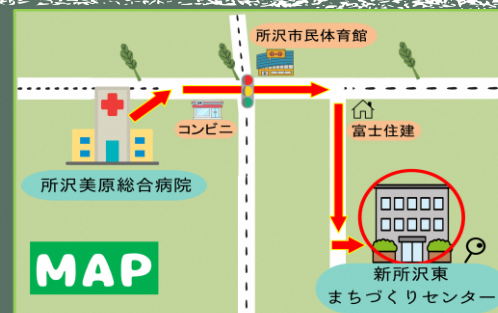 所沢市民体育館
コンビニ
富士住建
所沢美原総合病院
MAP
新所沢東
まちづくりセンター